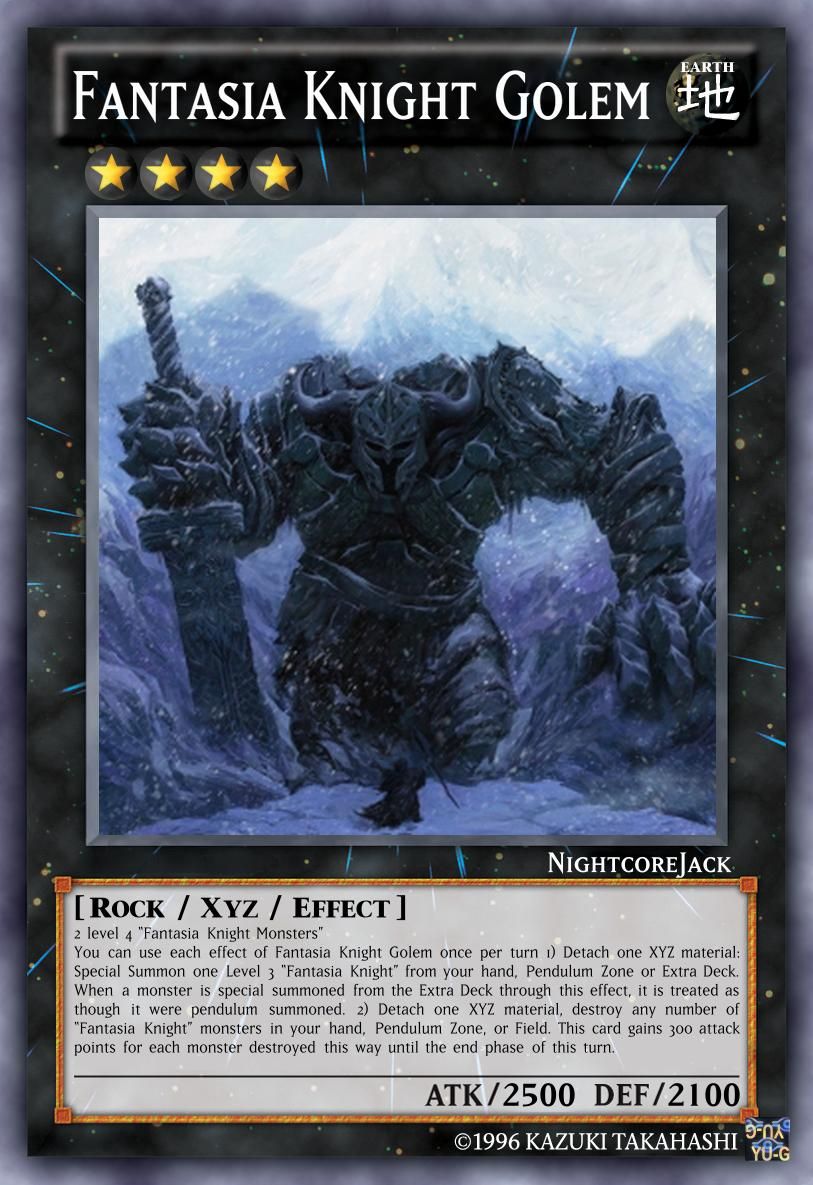 Fantasia Knight Golem
EARTH
地
NightcoreJack
[ Rock / Xyz / Effect ]
2 level 4 "Fantasia Knight Monsters"
You can use each effect of Fantasia Knight Golem once per turn 1) Detach one XYZ material:
Special Summon one Level 3 "Fantasia Knight" from your hand, Pendulum Zone or Extra Deck.
When a monster is special summoned from the Extra Deck through this effect, it is treated as
though it were pendulum summoned. 2) Detach one XYZ material, destroy any number of
"Fantasia Knight" monsters in your hand, Pendulum Zone, or Field. This card gains 300 attack
points for each monster destroyed this way until the end phase of this turn.
ATK/2500 DEF/2100
©1996 KAZUKI TAKAHASHI
YU-G
YU-G